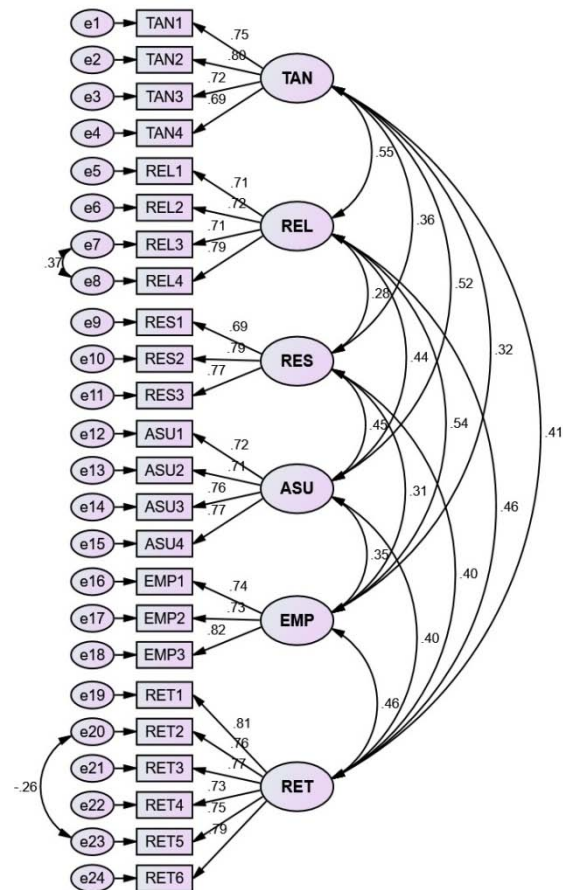 e1 TAN1
.75
e2 TAN2
.80
TAN
e3 TAN3
.72
.69
e4 TAN4
.55
e5 REL1
.71
e6 REL2
.72
REL
.36
e7 REL3
.71
.37
.79
e8 REL4
.28
.52
e9 RES1
.69
e10 RES2
.79
RES
.44
.32
e11 RES3
.77
e12 ASU1
.72
.45
.54
.41
e13 ASU2
.71
ASU
e14 ASU3
.76
.31
.46
e15 ASU4
.77
.35
e16 EMP1
.74
.40
e17 EMP2
.73
EMP
e18 EMP3
.82
.40
e19 RET1
.81
.46
e20 RET2
.76
e21 RET3
.77
RET
-.26
e22 RET4
.73
.75
e23 RET5
.79
e24 RET6